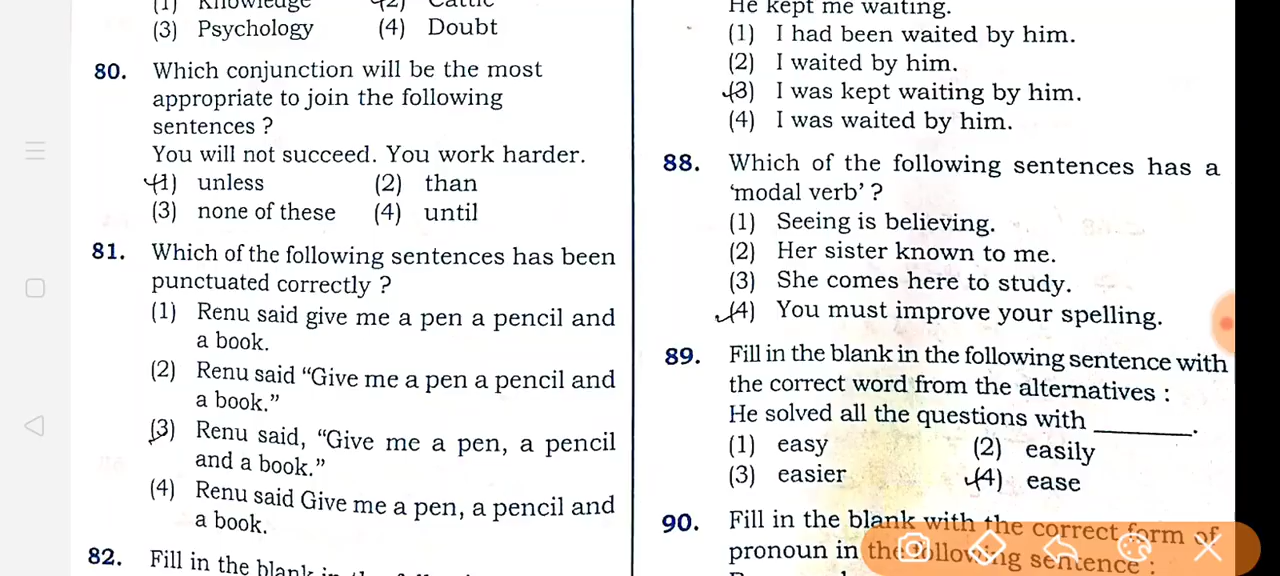 (1) Knowledge (2) Cattle
(3) Psychology (4) Doubt
80. Which conjunction will be the most
appropriate to join the following
sentences ?
You will not succeed. You work harder.
(1) unless (2) than
(3) none of these (4) until
81. Which of the following sentences has been
punctuated correctly ?
(1) Renu said give me a pen a pencil and
a book.
(2) Renu said “Give me a pen a pencil and
a book.”
(3) Renu said, “Give me a pen, a pencil
and a book.”
(4) Renu said Give me a pen, a pencil and
a book.
82. Fill in the blank in
He kept me waiting.
(1) I had been waited by him.
(2) I waited by him.
(3) I was kept waiting by him.
(4) I was waited by him.
88. Which of the following sentences has a
‘modal verb’ ?
(1) Seeing is believing.
(2) Her sister known to me.
(3) She comes here to study.
(4) You must improve your spelling.
89. Fill in the blank in the following sentence with
the correct word from the alternatives :
He solved all the questions with ______.
(1) easy (2) easily
(3) easier (4) ease
90. Fill in the blank with the correct form of
pronoun in the following sentence :